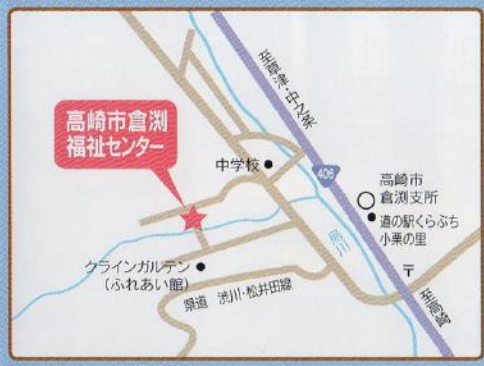 至草津・中之条
高崎市倉渕
福祉センター
中学校
406
高崎市
倉渕支所
道の駅くらぶち
小栗の里
烏川
クラインガルテン
(ふれあい館)
県道 渋川・松井田線
〒
至高崎